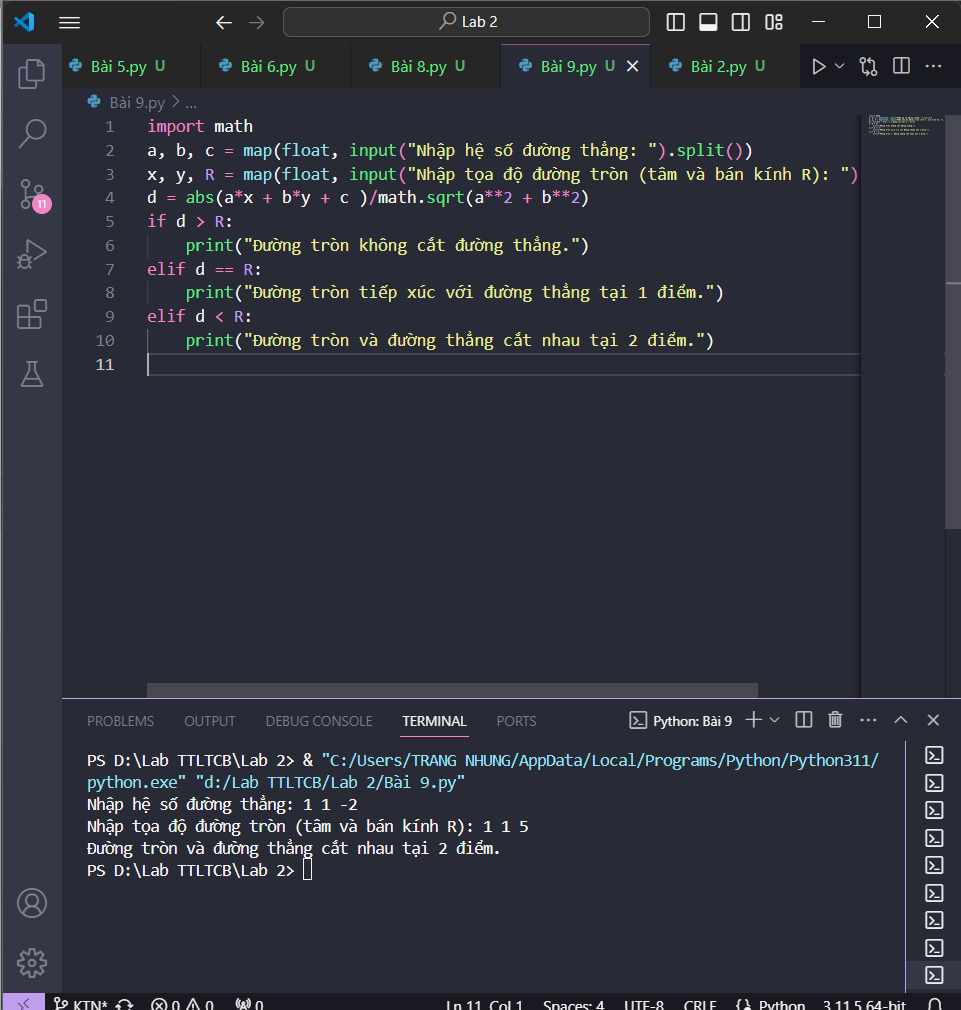 Lab 2
Bài 5.py U Bài 6.py U Bài 8.py U Bài 9.py U Bài 2.py U
Bài 9.py > ...
1 import math
2 a, b, c = map(float, input("Nhập hệ số đường thẳng: ").split())
3 x, y, R = map(float, input("Nhập tọa độ đường tròn (tâm và bán kính R): ")
4 d = abs(a*x + b*y + c )/math.sqrt(a**2 + b**2)
5 if d > R:
6 print("Đường tròn không cắt đường thẳng.")
7 elif d == R:
8 print("Đường tròn tiếp xúc với đường thẳng tại 1 điểm.")
9 elif d < R:
10 print("Đường tròn và đường thẳng cắt nhau tại 2 điểm.")
11
11
PROBLEMS OUTPUT DEBUG CONSOLE TERMINAL PORTS Python: Bài 9
PS D:\Lab TTLTCB\Lab 2> & "C:/Users/TRANG NHUNG/AppData/Local/Programs/Python/Python311/
python.exe" "d:/Lab TTLTCB/Lab 2/Bài 9.py"
Nhập hệ số đường thẳng: 1 1 -2
Nhập tọa độ đường tròn (tâm và bán kính R): 1 1 5
Đường tròn và đường thẳng cắt nhau tại 2 điểm.
PS D:\Lab TTLTCB\Lab 2>
KTN* 0 0 0 Ln 11, Col 1 Spaces: 4 UTF-8 CRLF Python 3.11.5 64-bit